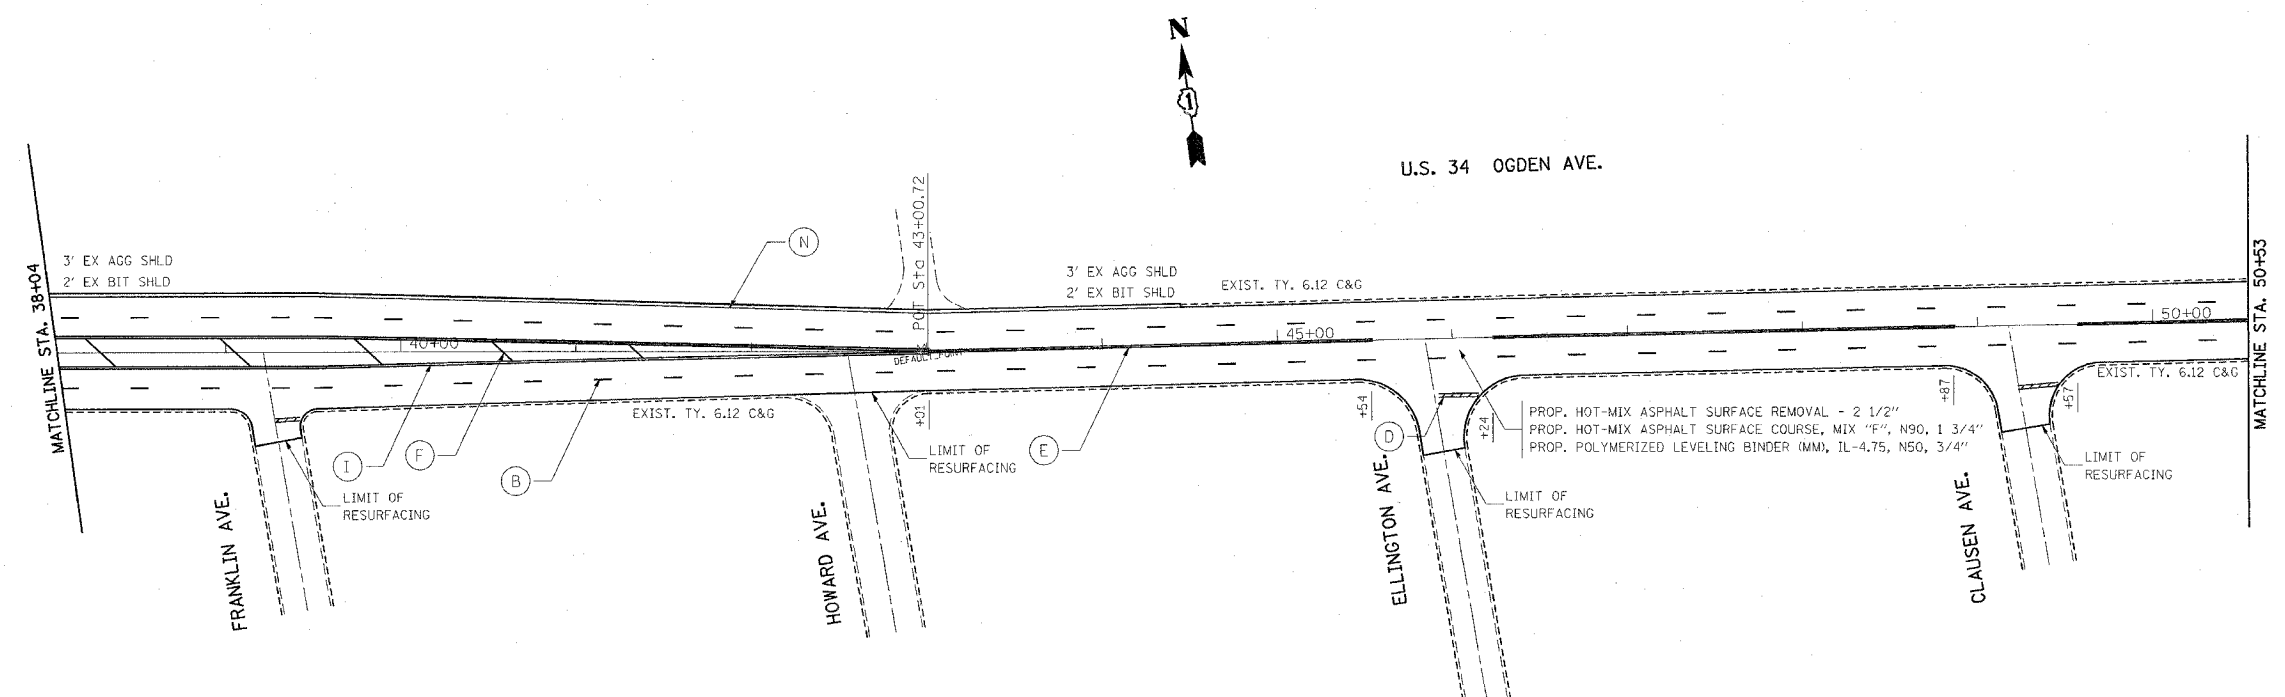 N
1
U.S. 34 OGDEN AVE.
MATCHLINE STA. 38+04
3' EX AGG SHLD
2' EX BIT SHLD
N
POT Sta 43+00.72
3' EX AGG SHLD
2' EX BIT SHLD
EXIST. TY. 6.12 C&G
MATCHLINE STA. 50+53
40+00
45+00
50+00
DEFAULT POINT
EXIST. TY. 6.12 C&G
EXIST. TY. 6.12 C&G
+01
+54
+24
+87
+57
PROP. HOT-MIX ASPHALT SURFACE REMOVAL - 2 1/2"
PROP. HOT-MIX ASPHALT SURFACE COURSE, MIX "F", N90, 1 3/4"
PROP. POLYMERIZED LEVELING BINDER (MM), IL-4.75, N50, 3/4"
I
F
B
E
D
LIMIT OF
RESURFACING
LIMIT OF
RESURFACING
LIMIT OF
RESURFACING
LIMIT OF
RESURFACING
FRANKLIN AVE.
HOWARD AVE.
ELLINGTON AVE.
CLAUSEN AVE.